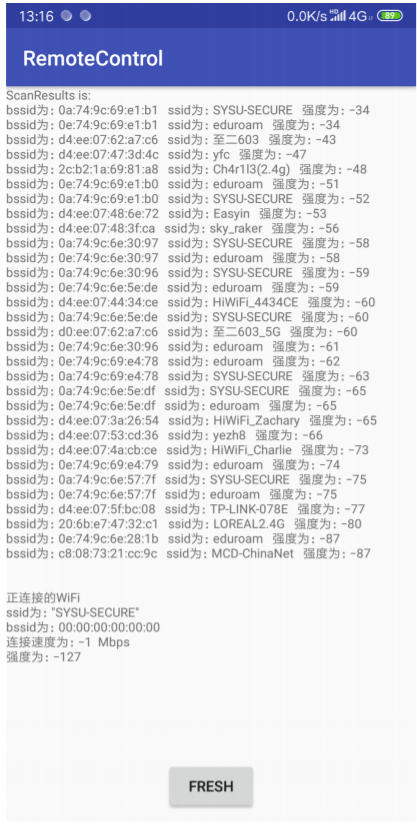 13:16 0.0K/s HD 4G 89
RemoteControl
ScanResults is:
bssid为: 0a:74:9c:69:e1:b1 ssid为: SYSU-SECURE 强度为: -34
bssid为: 0e:74:9c:69:e1:b1 ssid为: eduroam 强度为: -34
bssid为: d4:ee:07:62:a7:c6 ssid为: 至二603 强度为: -43
bssid为: d4:ee:07:47:3d:4c ssid为: yfc 强度为: -47
bssid为: 2c:b2:1a:69:81:a8 ssid为: Ch4r1l3(2.4g) 强度为: -48
bssid为: 0e:74:9c:69:e1:b0 ssid为: eduroam 强度为: -51
bssid为: 0a:74:9c:69:e1:b0 ssid为: SYSU-SECURE 强度为: -52
bssid为: d4:ee:07:48:6e:72 ssid为: Easyin 强度为: -53
bssid为: d4:ee:07:48:3f:ca ssid为: sky_raker 强度为: -56
bssid为: 0a:74:9c:6e:30:97 ssid为: SYSU-SECURE 强度为: -58
bssid为: 0e:74:9c:6e:30:97 ssid为: eduroam 强度为: -58
bssid为: 0a:74:9c:6e:30:96 ssid为: SYSU-SECURE 强度为: -59
bssid为: 0e:74:9c:6e:5e:de ssid为: eduroam 强度为: -59
bssid为: d4:ee:07:44:34:ce ssid为: HiWiFi_4434CE 强度为: -60
bssid为: 0a:74:9c:6e:5e:de ssid为: SYSU-SECURE 强度为: -60
bssid为: d0:ee:07:62:a7:c6 ssid为: 至二603_5G 强度为: -60
bssid为: 0e:74:9c:6e:30:96 ssid为: eduroam 强度为: -61
bssid为: 0e:74:9c:69:e4:78 ssid为: eduroam 强度为: -62
bssid为: 0a:74:9c:69:e4:78 ssid为: SYSU-SECURE 强度为: -63
bssid为: 0a:74:9c:6e:5e:df ssid为: SYSU-SECURE 强度为: -65
bssid为: 0e:74:9c:6e:5e:df ssid为: eduroam 强度为: -65
bssid为: d4:ee:07:3a:26:54 ssid为: HiWiFi_Zachary 强度为: -65
bssid为: d4:ee:07:53:cd:36 ssid为: yezh8 强度为: -66
bssid为: d4:ee:07:4a:cb:ce ssid为: HiWiFi_Charlie 强度为: -73
bssid为: 0e:74:9c:69:e4:79 ssid为: eduroam 强度为: -74
bssid为: 0a:74:9c:6e:57:7f ssid为: SYSU-SECURE 强度为: -75
bssid为: 0e:74:9c:6e:57:7f ssid为: eduroam 强度为: -75
bssid为: d4:ee:07:5f:bc:08 ssid为: TP-LINK-078E 强度为: -77
bssid为: 20:6b:e7:47:32:c1 ssid为: LOREAL2.4G 强度为: -80
bssid为: 0e:74:9c:6e:28:1b ssid为: eduroam 强度为: -87
bssid为: c8:08:73:21:cc:9c ssid为: MCD-ChinaNet 强度为: -87
正连接的WiFi
ssid为: "SYSU-SECURE"
bssid为: 00:00:00:00:00:00
连接速度为: -1 Mbps
强度为: -127
FRESH